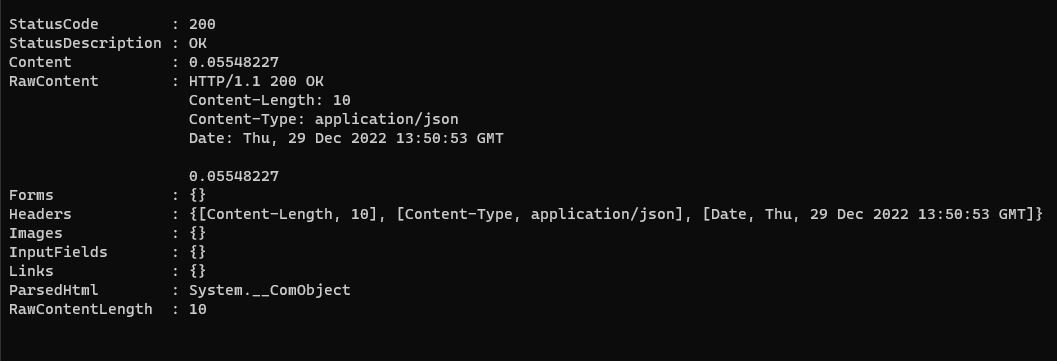 StatusCode        : 200
StatusDescription : OK
Content           : 0.05548227
RawContent        : HTTP/1.1 200 OK
                    Content-Length: 10
                    Content-Type: application/json
                    Date: Thu, 29 Dec 2022 13:50:53 GMT

                    0.05548227
Forms             : {}
Headers           : {[Content-Length, 10], [Content-Type, application/json], [Date, Thu, 29 Dec 2022 13:50:53 GMT]}
Images            : {}
InputFields       : {}
Links             : {}
ParsedHtml        : System.__ComObject
RawContentLength  : 10